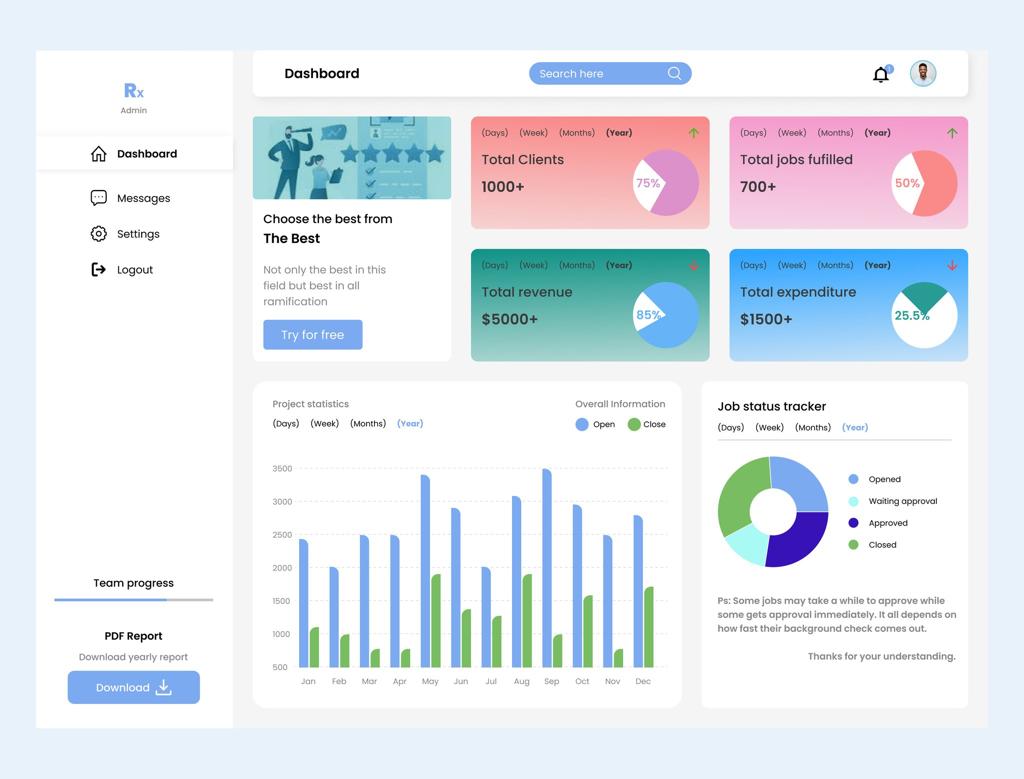 Rx
Admin
Dashboard
Messages
Settings
Logout
Team progress
PDF Report
Download yearly report
Download
Dashboard
Search here
1
Choose the best from
The Best
Not only the best in this
field but best in all
ramification
Try for free
(Days) (Week) (Months) (Year)
Total Clients
1000+
75%
(Days) (Week) (Months) (Year)
Total jobs fufilled
700+
50%
(Days) (Week) (Months) (Year)
Total revenue
$5000+
85%
(Days) (Week) (Months) (Year)
Total expenditure
$1500+
25.5%
Project statistics
(Days) (Week) (Months) (Year)
Overall Information
Open Close
3500
3000
2500
2000
1500
1000
500
Jan Feb Mar Apr May Jun Jul Aug Sep Oct Nov Dec
Job status tracker
(Days) (Week) (Months) (Year)
Opened
Waiting approval
Approved
Closed
Ps: Some jobs may take a while to approve while
some gets approval immediately. It all depends on
how fast their background check comes out.
Thanks for your understanding.